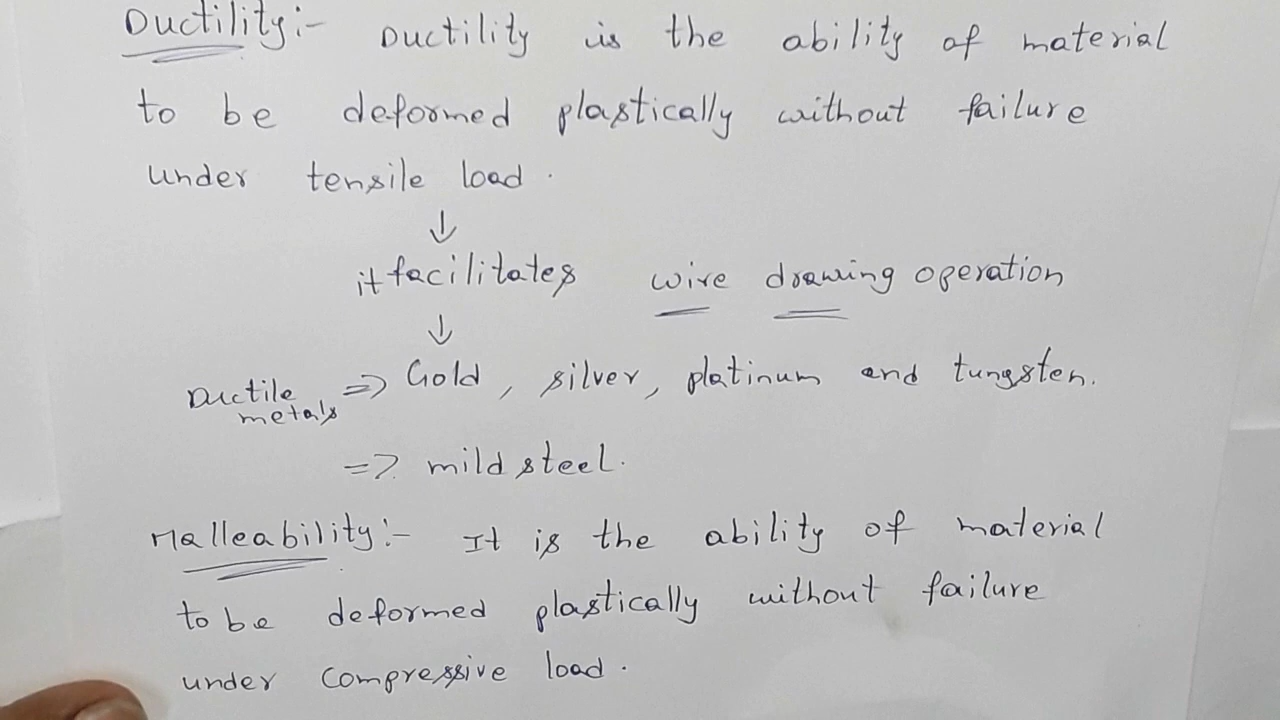 Ductility:- Ductility is the ability of material
to be deformed plastically without failure
under tensile load.
↓
it facilitates wire drawing operation
↓
Ductile metals => Gold, silver, platinum and tungsten.
=> mild steel.
Malleability:- It is the ability of material
to be deformed plastically without failure
under compressive load.